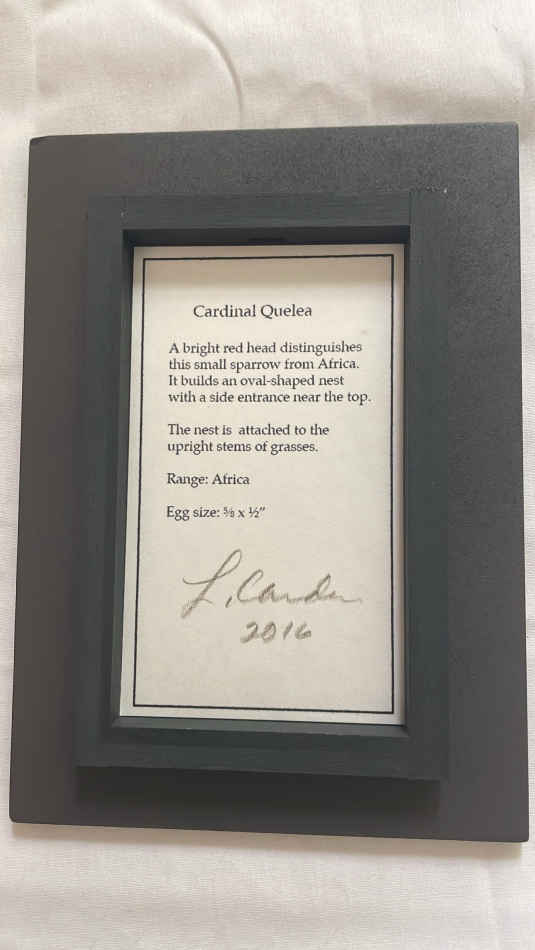 Cardinal Quelea
A bright red head distinguishes
this small sparrow from Africa.
It builds an oval-shaped nest
with a side entrance near the top.
The nest is attached to the
upright stems of grasses.
Range: Africa
Egg size: ⅝ x ½"
L. Carden
2016